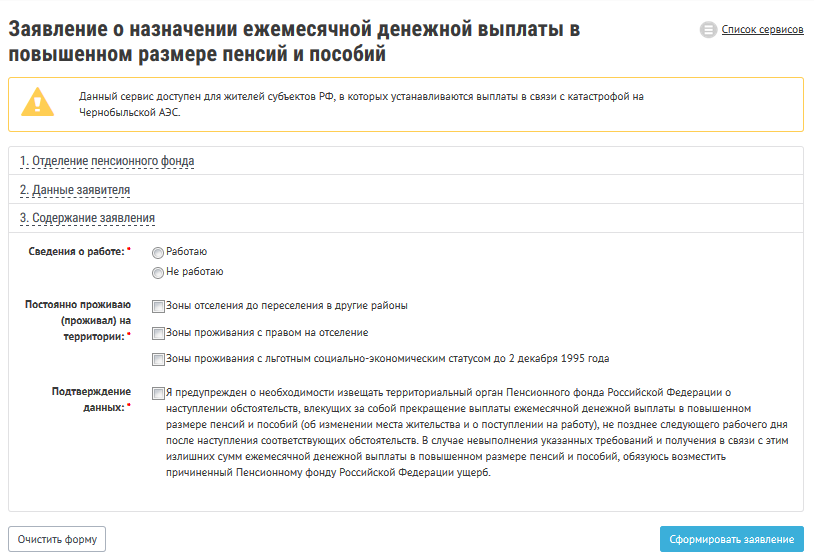 Заявление о назначении ежемесячной денежной выплаты в
повышенном размере пенсий и пособий
Список сервисов
Данный сервис доступен для жителей субъектов РФ, в которых устанавливаются выплаты в связи с катастрофой на
Чернобыльской АЭС.
1. Отделение пенсионного фонда
2. Данные заявителя
3. Содержание заявления
Сведения о работе: *
Работаю
Не работаю
Постоянно проживаю
(проживал) на
территории: *
Зоны отселения до переселения в другие районы
Зоны проживания с правом на отселение
Зоны проживания с льготным социально-экономическим статусом до 2 декабря 1995 года
Подтверждение
данных: *
Я предупрежден о необходимости извещать территориальный орган Пенсионного фонда Российской Федерации о
наступлении обстоятельств, влекущих за собой прекращение выплаты ежемесячной денежной выплаты в повышенном
размере пенсий и пособий (об изменении места жительства и о поступлении на работу), не позднее следующего рабочего дня
после наступления соответствующих обстоятельств. В случае невыполнения указанных требований и получения в связи с этим
излишних сумм ежемесячной денежной выплаты в повышенном размере пенсий и пособий, обязуюсь возместить
причиненный Пенсионному фонду Российской Федерации ущерб.
Очистить форму
Сформировать заявление